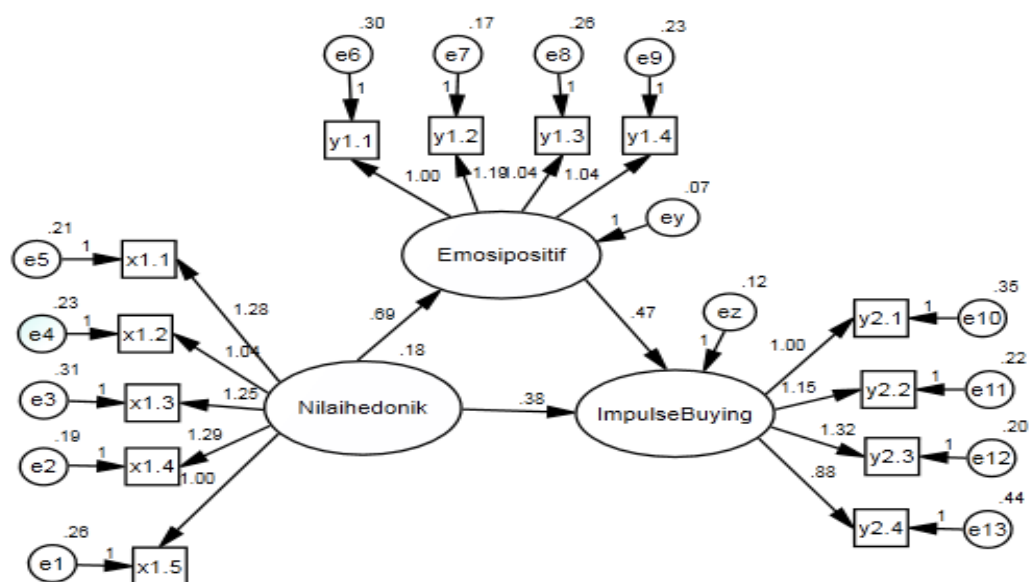 .30 .17 .26 .23
e6 e7 e8 e9
1 1 1 1
y1.1 y1.2 y1.3 y1.4
1.00 1.19 1.04 1.04
.07
1 ey
Emosipositif
.21
e5 1 x1.1
1.28
.23
e4 1 x1.2
1.04
.31
e3 1 x1.3
1.25
.19
e2 1 x1.4
1.29
1.00
.26
e1 1 x1.5
.69
.18
Nilaihedonik
.38
.47
.12
ez
1
ImpulseBuying
.35
1.00 y2.1 1 e10
.22
1.15 y2.2 1 e11
.20
1.32 y2.3 1 e12
.44
.88 y2.4 1 e13